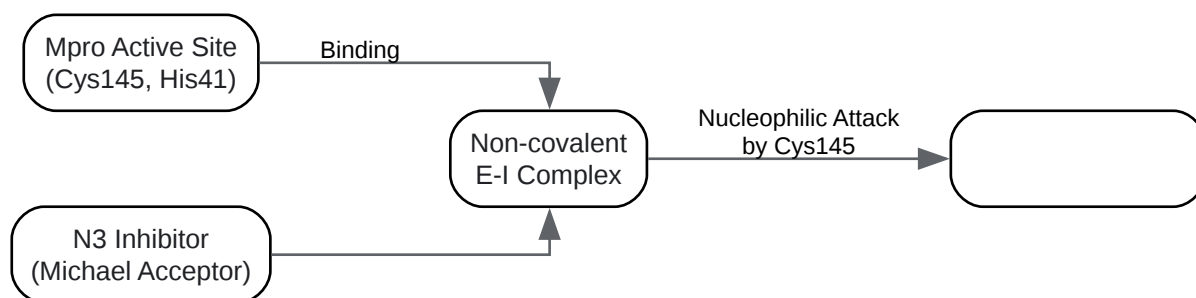 Mpro Active Site
(Cys145, His41)
Binding
N3 Inhibitor
(Michael Acceptor)
Non-covalent
E-I Complex
Nucleophilic Attack
by Cys145